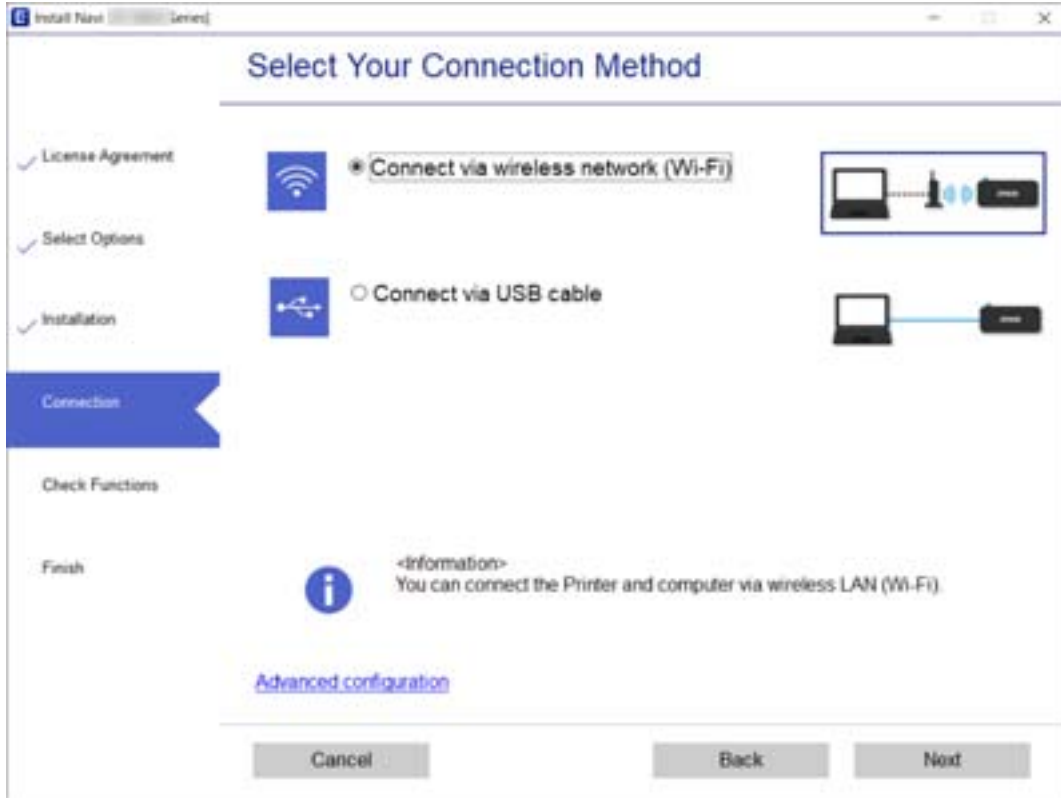 Install Navi
Series]
Select Your Connection Method
License Agreement
Select Options
Installation
Connection
Check Functions
Finish
Connect via wireless network (Wi-Fi)
Connect via USB cable
<Information>
You can connect the Printer and computer via wireless LAN (Wi-Fi).
Advanced configuration
Cancel
Back
Next